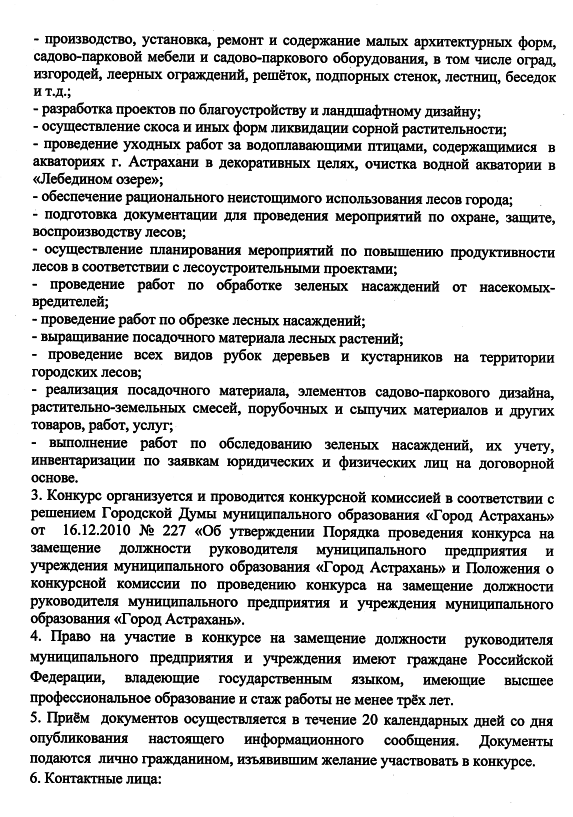 - производство, установка, ремонт и содержание малых архитектурных форм,
садово-парковой мебели и садово-паркового оборудования, в том числе оград,
изгородей, леерных ограждений, решёток, подпорных стенок, лестниц, беседок
и т.д.;
- разработка проектов по благоустройству и ландшафтному дизайну;
- осуществление скоса и иных форм ликвидации сорной растительности;
- проведение уходных работ за водоплавающими птицами, содержащимися в
акваториях г. Астрахани в декоративных целях, очистка водной акватории в
«Лебедином озере»;
- обеспечение рационального неистощимого использования лесов города;
- подготовка документации для проведения мероприятий по охране, защите,
воспроизводству лесов;
- осуществление планирования мероприятий по повышению продуктивности
лесов в соответствии с лесоустроительными проектами;
- проведение работ по обработке зеленых насаждений от насекомых-
вредителей;
- проведение работ по обрезке лесных насаждений;
- выращивание посадочного материала лесных растений;
- проведение всех видов рубок деревьев и кустарников на территории
городских лесов;
- реализация посадочного материала, элементов садово-паркового дизайна,
растительно-земельных смесей, порубочных и сыпучих материалов и других
товаров, работ, услуг;
- выполнение работ по обследованию зеленых насаждений, их учету,
инвентаризации по заявкам юридических и физических лиц на договорной
основе.
3. Конкурс организуется и проводится конкурсной комиссией в соответствии с
решением Городской Думы муниципального образования «Город Астрахань»
от 16.12.2010 № 227 «Об утверждении Порядка проведения конкурса на
замещение должности руководителя муниципального предприятия и
учреждения муниципального образования «Город Астрахань» и Положения о
конкурсной комиссии по проведению конкурса на замещение должности
руководителя муниципального предприятия и учреждения муниципального
образования «Город Астрахань».
4. Право на участие в конкурсе на замещение должности руководителя
муниципального предприятия и учреждения имеют граждане Российской
Федерации, владеющие государственным языком, имеющие высшее
профессиональное образование и стаж работы не менее трёх лет.
5. Приём документов осуществляется в течение 20 календарных дней со дня
опубликования настоящего информационного сообщения. Документы
подаются лично гражданином, изъявившим желание участвовать в конкурсе.
6. Контактные лица: